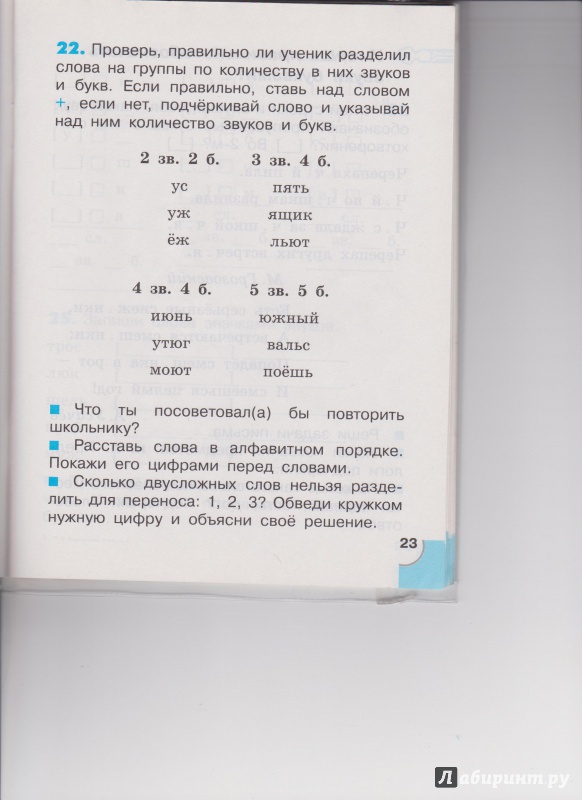 22. Проверь, правильно ли ученик разделил
слова на группы по количеству в них звуков
и букв. Если правильно, ставь над словом
+, если нет, подчёркивай слово и указывай
над ним количество звуков и букв.
2 зв. 2 б. 3 зв. 4 б.
ус пять
уж ящик
ёж льют
4 зв. 4 б. 5 зв. 5 б.
июнь южный
утюг вальс
моют поёшь
Что ты посоветовал(а) бы повторить
школьнику?
Расставь слова в алфавитном порядке.
Покажи его цифрами перед словами.
Сколько двусложных слов нельзя разде-
лить для переноса: 1, 2, 3? Обведи кружком
нужную цифру и объясни своё решение.
23
Лабиринт.ру